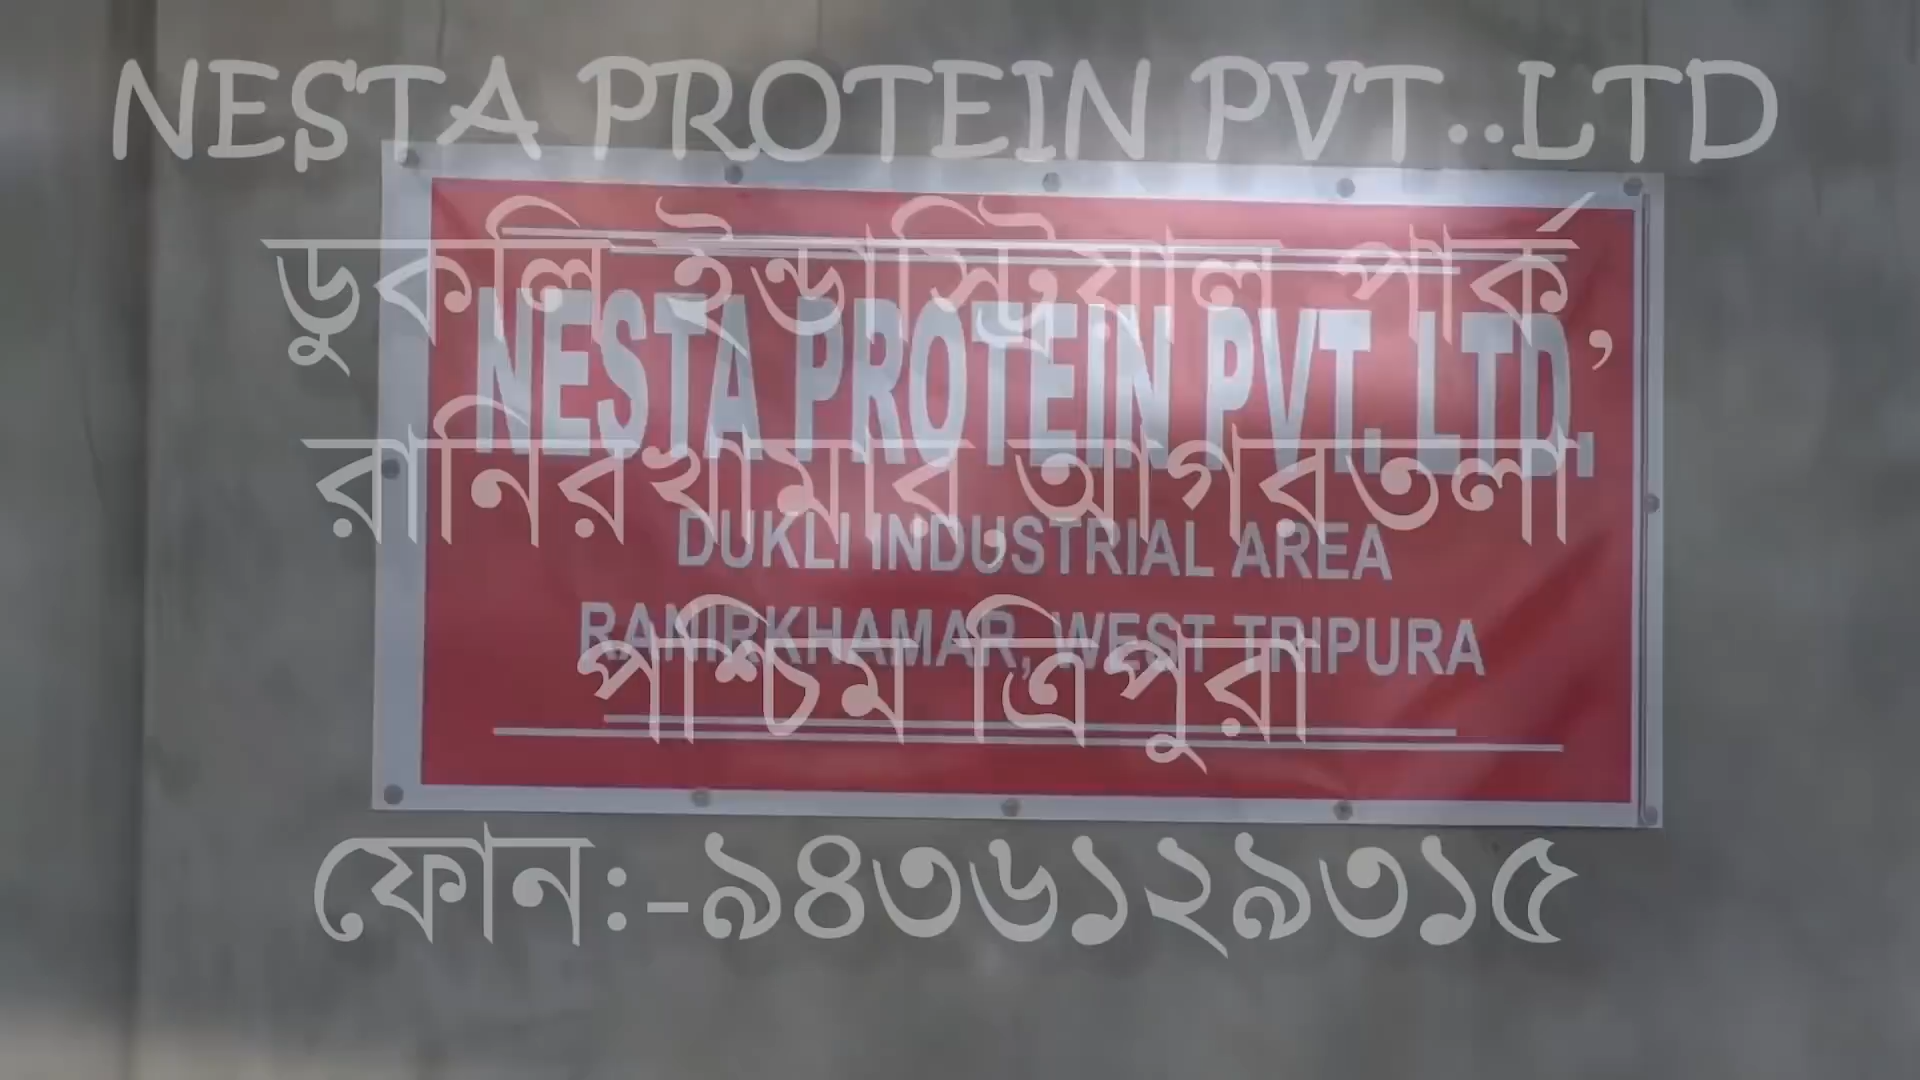 NESTA PROTEIN PVT..LTD
ডুকলি ইন্ডাস্ট্রিয়াল পার্ক,
NESTA PROTEIN PVT. LTD.
রানিরখামার,আগরতলা
DUKLI INDUSTRIAL AREA
RANIRKHAMAR, WEST TRIPURA
পশ্চিম ত্রিপুরা
ফোন:-৯৪৩৬১২৯৩১৫